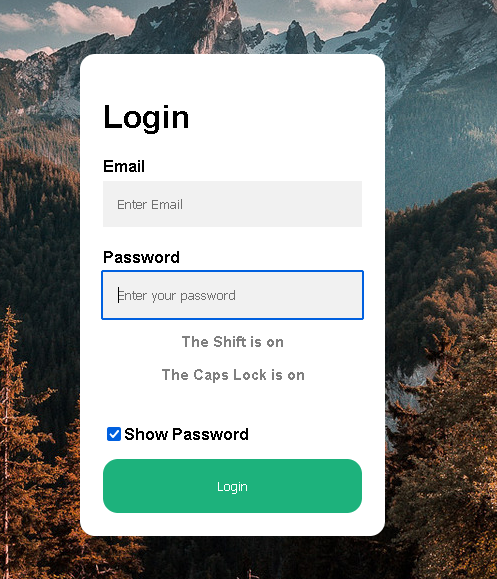 Login
Email
Enter Email
Password
Enter your password
The Shift is on
The Caps Lock is on
Show Password
Login